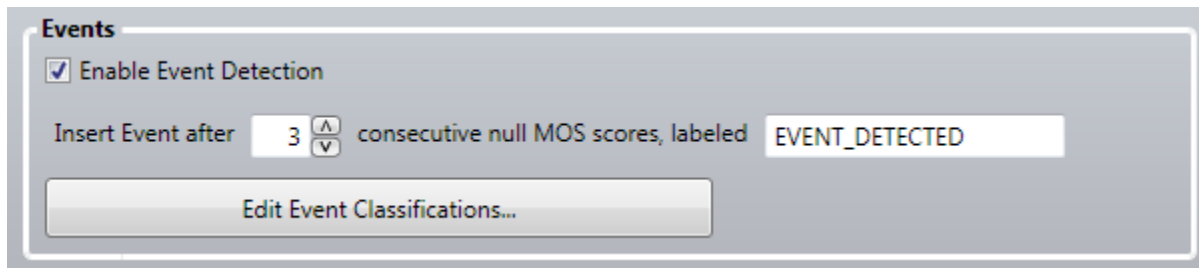 Events
Enable Event Detection
Insert Event after 3 consecutive null MOS scores, labeled EVENT_DETECTED
Edit Event Classifications...